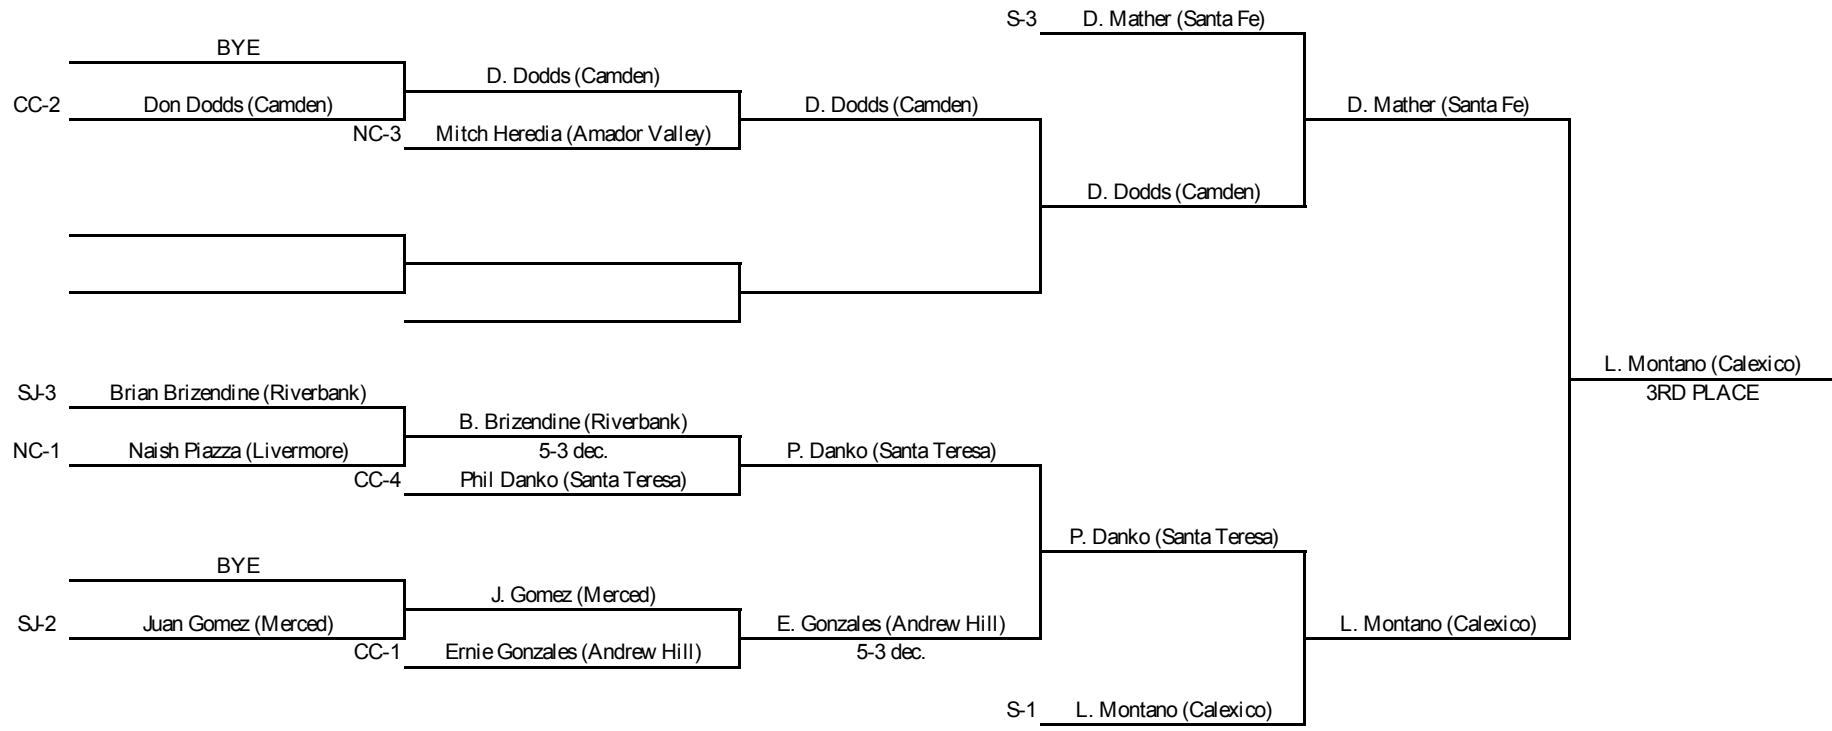 S-3 D. Mather (Santa Fe)
BYE
D. Dodds (Camden)
CC-2 Don Dodds (Camden) D. Dodds (Camden) D. Mather (Santa Fe)
NC-3 Mitch Heredia (Amador Valley)
D. Dodds (Camden)
L. Montano (Calexico)
SJ-3 Brian Brizendine (Riverbank) 3RD PLACE
B. Brizendine (Riverbank)
NC-1 Naish Piazza (Livermore) 5-3 dec. P. Danko (Santa Teresa)
CC-4 Phil Danko (Santa Teresa)
P. Danko (Santa Teresa)
BYE
J. Gomez (Merced)
SJ-2 Juan Gomez (Merced) E. Gonzales (Andrew Hill) L. Montano (Calexico)
CC-1 Ernie Gonzales (Andrew Hill) 5-3 dec.
S-1 L. Montano (Calexico)